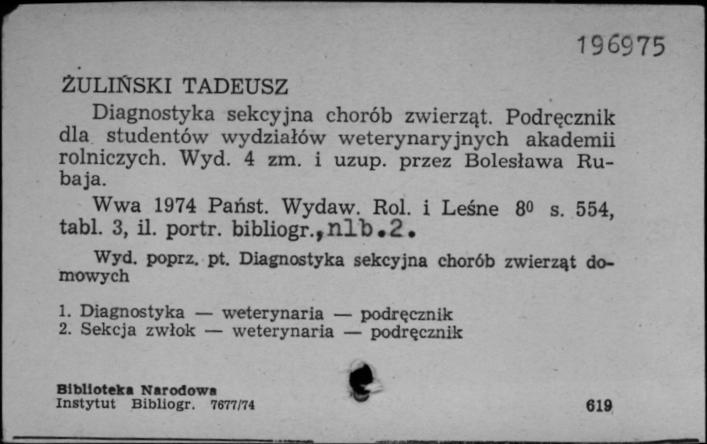 196975
ŻULIŃSKI TADEUSZ
Diagnostyka sekcyjna chorób zwierząt. Podręcznik
dla studentów wydziałów weterynaryjnych akademii
rolniczych. Wyd. 4 zm. i uzup. przez Bolesława Ru-
baja.
Wwa 1974 Państ. Wydaw. Rol. i Leśne 8⁰ s. 554,
tabl. 3, il. portr. bibliogr., nlb.2.
Wyd. poprz. pt. Diagnostyka sekcyjna chorób zwierząt do-
mowych
1. Diagnostyka — weterynaria — podręcznik
2. Sekcja zwłok — weterynaria — podręcznik
Biblioteka Narodowa
Instytut Bibliogr. 7677/74 619